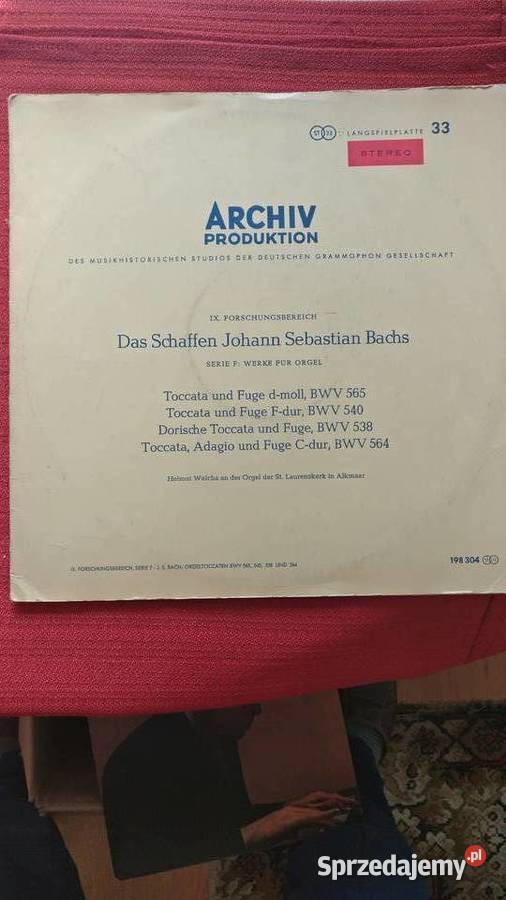 ST 33 LANGSPIELPLATTE 33
STEREO
ARCHIV
PRODUKTION
DES MUSIKHISTORISCHEN STUDIOS DER DEUTSCHEN GRAMMOPHON GESELLSCHAFT
IX. FORSCHUNGSBEREICH
Das Schaffen Johann Sebastian Bachs
SERIE F: WERKE FÜR ORGEL
Toccata und Fuge d-moll, BWV 565
Toccata und Fuge F-dur, BWV 540
Dorische Toccata und Fuge, BWV 538
Toccata, Adagio und Fuge C-dur, BWV 564
Helmut Walcha an der Orgel der St. Laurenskerk in Alkmaar
IX. FORSCHUNGSBEREICH, SERIE F · J. S. BACH: ORGELTOCCATEN BWV 565, 540, 538 UND 564
198 304
Sprzedajemy.pl